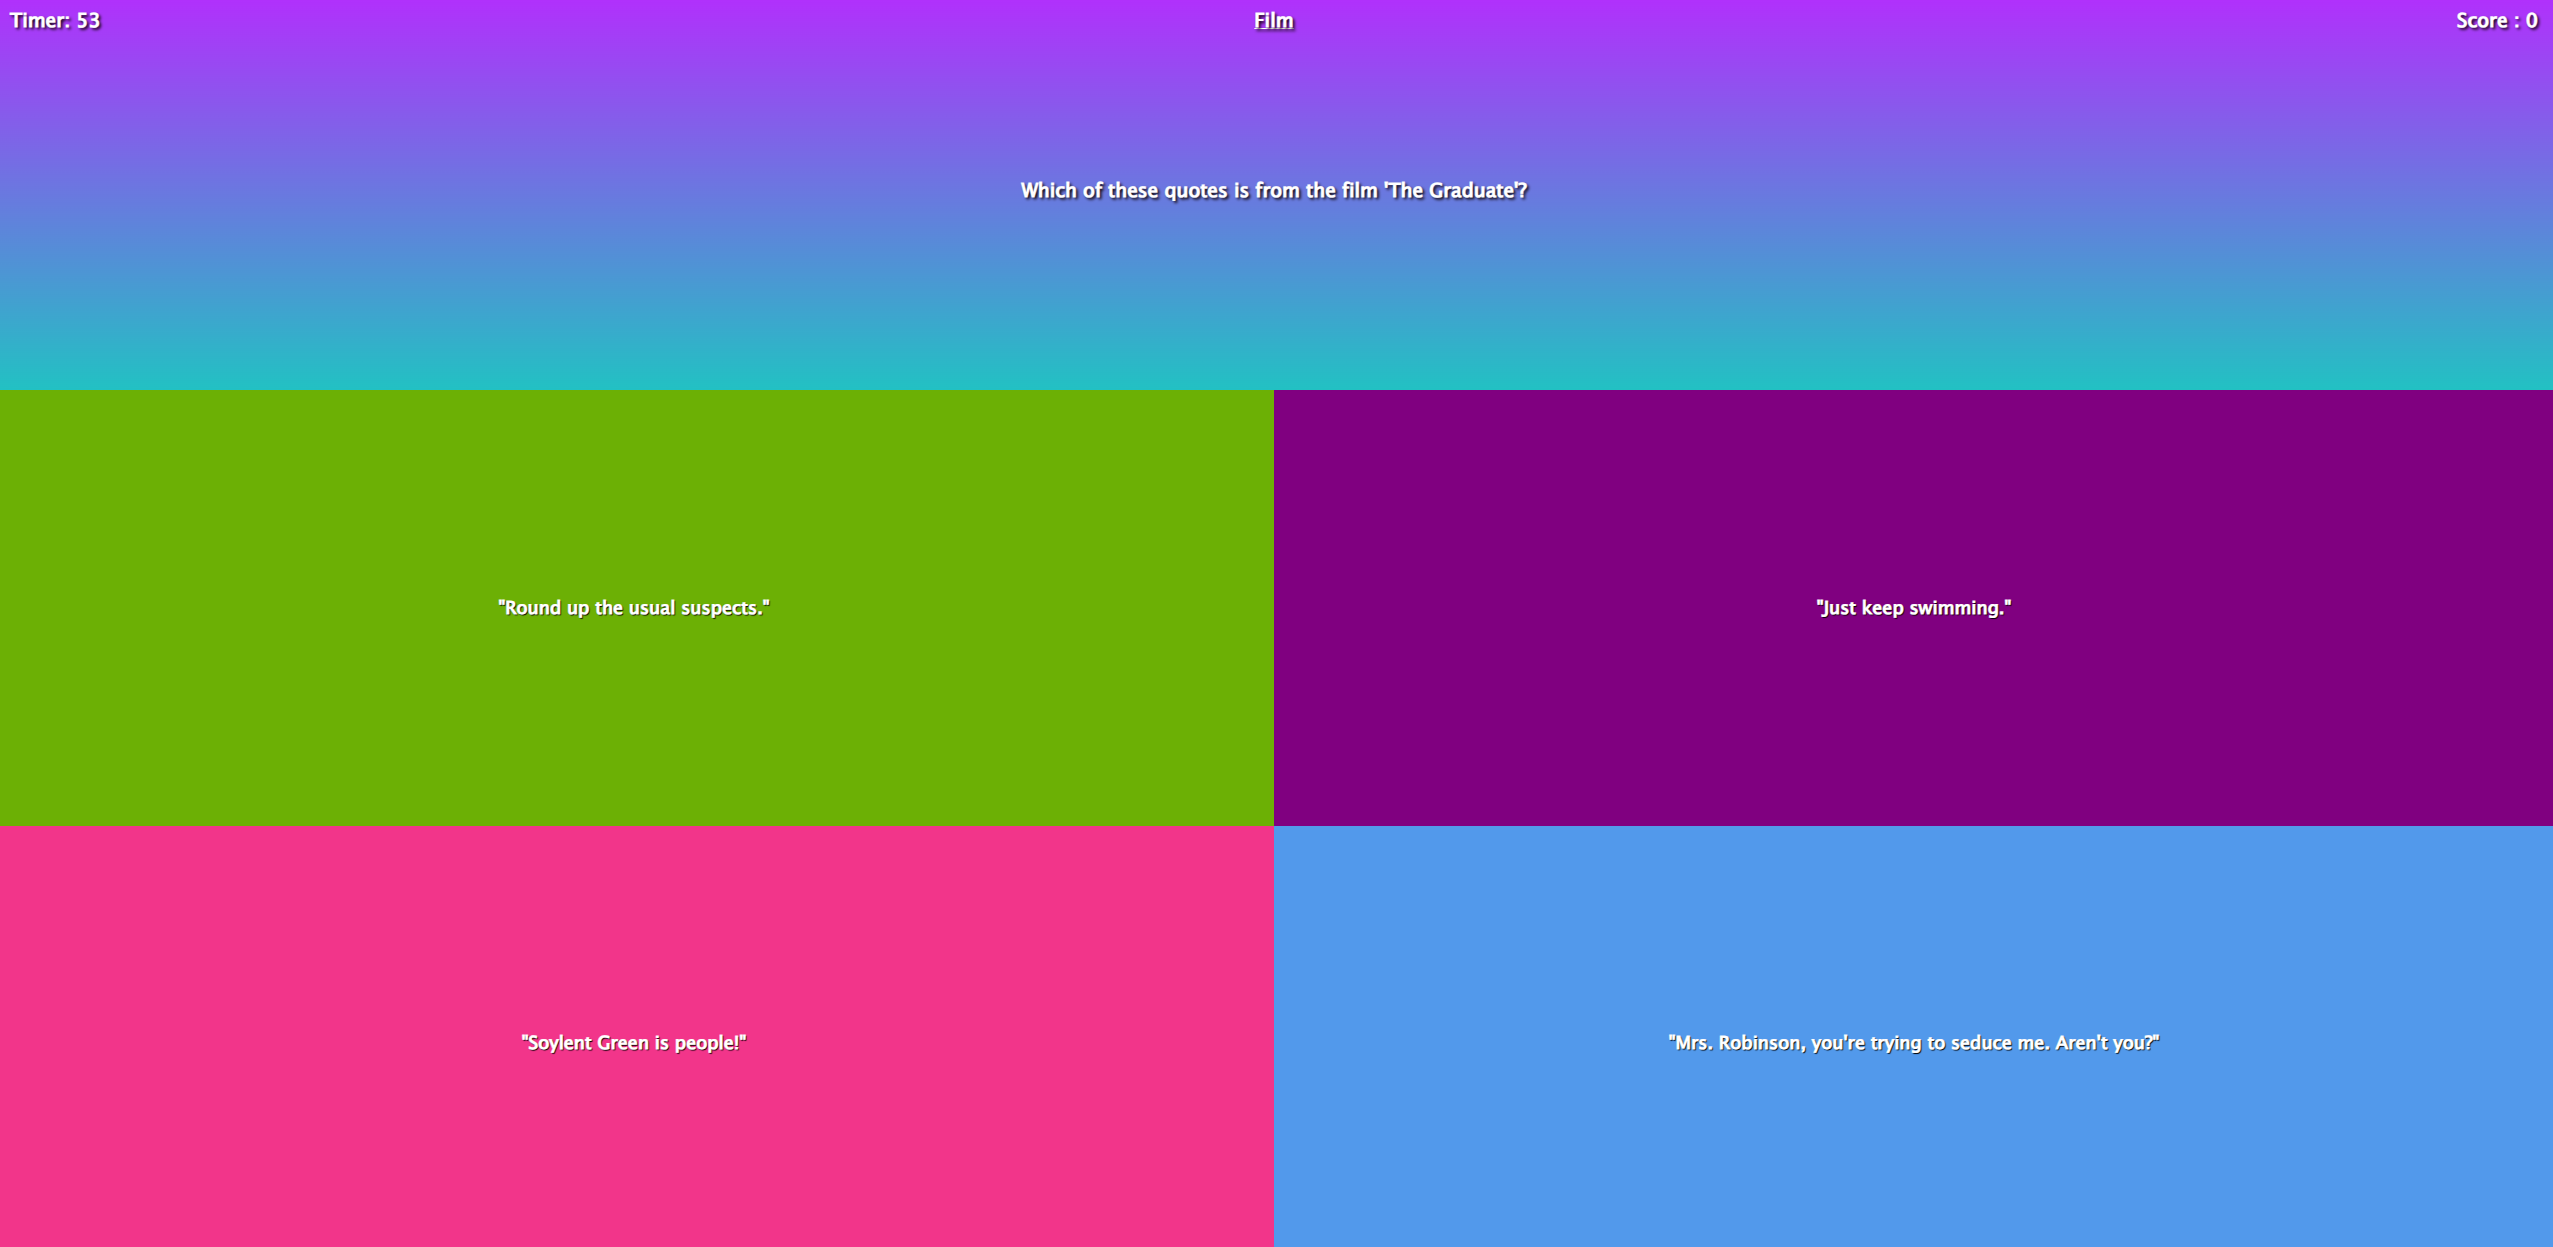 Timer: 53
Film
Score : 0
Which of these quotes is from the film 'The Graduate'?
"Round up the usual suspects."
"Just keep swimming."
"Soylent Green is people!"
"Mrs. Robinson, you're trying to seduce me. Aren't you?"